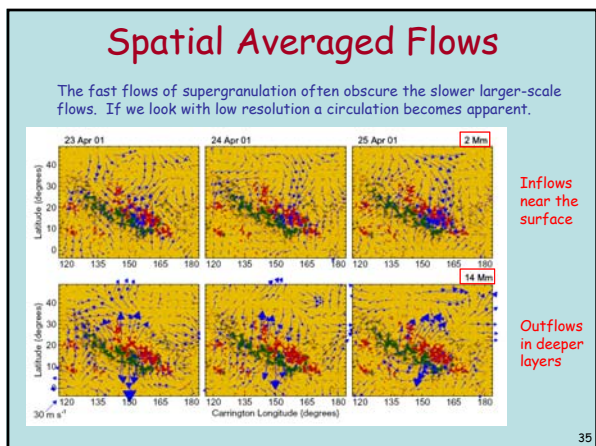 Spatial Averaged Flows
The fast flows of supergranulation often obscure the slower larger-scale
flows. If we look with low resolution a circulation becomes apparent.
23 Apr 01 24 Apr 01 25 Apr 01 2 Mm
Latitude (degrees)
40
30
20
10
0
120 135 150 165 180 120 135 150 165 180 120 135 150 165 180
Inflows
near the
surface
14 Mm
Latitude (degrees)
40
30
20
10
0
120 135 150 165 180 120 135 150 165 180 120 135 150 165 180
30 m s-1
Carrington Longitude (degrees)
Outflows
in deeper
layers
35